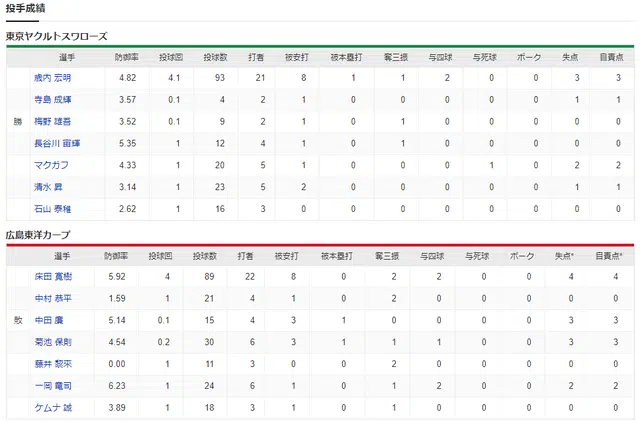 投手成績
東京ヤクルトスワローズ
選手 防御率 投球回 投球数 打者 被安打 被本塁打 奪三振 与四球 与死球 ボーク 失点 自責点
歳内 宏明 4.82 4.1 93 21 8 1 1 2 0 0 3 3
寺島 成輝 3.57 0.1 4 2 1 0 0 0 0 0 1 1
勝 梅野 雄吾 3.52 0.1 9 2 1 0 1 0 0 0 0 0
長谷川 宙輝 5.35 1 12 4 1 0 1 0 0 0 0 0
マクガフ 4.33 1 20 5 1 0 0 0 1 0 2 2
清水 昇 3.14 1 23 5 2 0 0 0 0 0 1 1
石山 泰稚 2.62 1 16 3 0 0 0 0 0 0 0 0
広島東洋カープ
選手 防御率 投球回 投球数 打者 被安打 被本塁打 奪三振 与四球 与死球 ボーク 失点* 自責点*
床田 寛樹 5.92 4 89 22 8 0 2 2 0 0 4 4
中村 恭平 1.59 1 21 4 1 0 2 0 0 0 0 0
敗 中田 廉 5.14 0.1 15 4 3 1 0 0 0 0 3 3
菊池 保則 4.54 0.2 30 6 3 1 1 1 0 0 3 3
藤井 黎來 0.00 1 11 3 0 0 2 0 0 0 0 0
一岡 竜司 6.23 1 24 6 1 0 1 2 0 0 2 2
ケムナ 誠 3.89 1 18 3 1 0 1 0 0 0 0 0